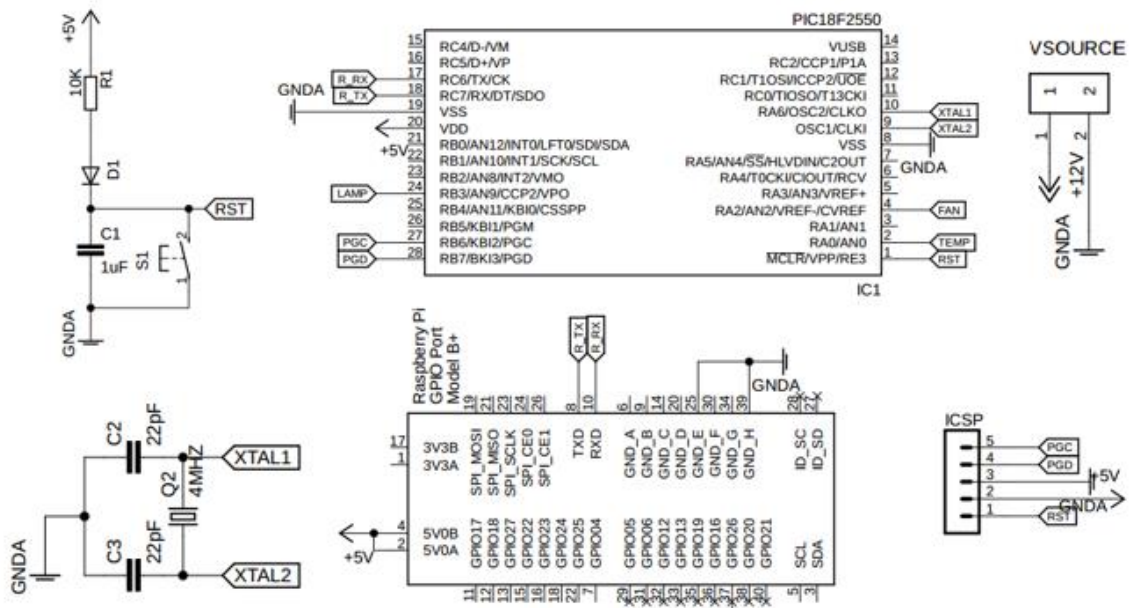 +5V
10K
R1
D1
RST
C1
1uF
S1
2
1
GNDA
PIC18F2550
15 RC4/D-/VM
16 RC5/D+/VP
R_RX 17 RC6/TX/CK
R_TX 18 RC7/RX/DT/SDO
GNDA 19 VSS
+5V 20 VDD
21 RB0/AN12/INT0/LFT0/SDI/SDA
22 RB1/AN10/INT1/SCK/SCL
23 RB2/AN8/INT2/VMO
LAMP 24 RB3/AN9/CCP2/VPO
25 RB4/AN11/KBI0/CSSPP
26 RB5/KBI1/PGM
PGC 27 RB6/KBI2/PGC
PGD 28 RB7/BKI3/PGD
VUSB 14
RC2/CCP1/P1A 13
RC1/T1OSI/ICCP2/UOE 12
RC0/TIOSO/T13CKI 11
RA6/OSC2/CLKO 10 XTAL1
OSC1/CLKI 9 XTAL2
VSS 8 GNDA
RA5/AN4/SS/HLVDIN/C2OUT 7
RA4/T0CKI/CIOUT/RCV 6
RA3/AN3/VREF+ 5
RA2/AN2/VREF-/CVREF 4 FAN
RA1/AN1 3
RA0/AN0 2 TEMP
MCLR/VPP/RE3 1 RST
IC1
VSOURCE
1 2
1 2
+12V
GNDA
C2
22pF
XTAL1
Q2
4MHZ
C3
22pF
XTAL2
GNDA
Raspberry Pi
GPIO Port
Model B+
R_TX
R_RX
GNDA
19 21 23 24 26 8 10 6 9 14 20 25 30 34 39 28 27
SPI_MOSI
SPI_MISO
SPI_SCLK
SPI_CE0
SPI_CE1
TXD
RXD
GND_A
GND_B
GND_C
GND_D
GND_E
GND_F
GND_G
GND_H
ID_SC
ID_SD
17 3V3B
1 3V3A
4 5V0B
2 5V0A
+5V
GPIO17
GPIO18
GPIO27
GPIO22
GPIO23
GPIO24
GPIO25
GPIO04
GPIO05
GPIO06
GPIO12
GPIO13
GPIO19
GPIO16
GPIO26
GPIO20
GPIO21
SCL
SDA
11 12 13 15 16 18 22 7 29 31 32 33 35 36 37 38 40 5 3
ICSP
5 PGC
4 PGD
3 +5V
2 GNDA
1 RST